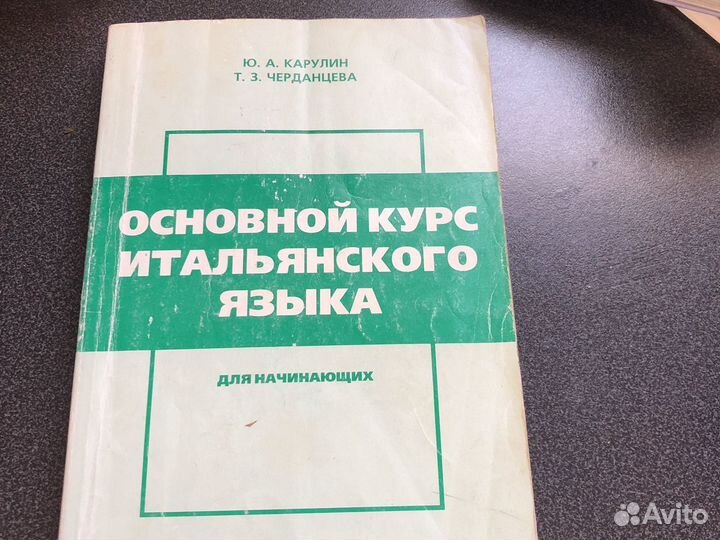 Ю. А. КАРУЛИН
Т. З. ЧЕРДАНЦЕВА
ОСНОВНОЙ КУРС
ИТАЛЬЯНСКОГО
ЯЗЫКА
ДЛЯ НАЧИНАЮЩИХ
Avito